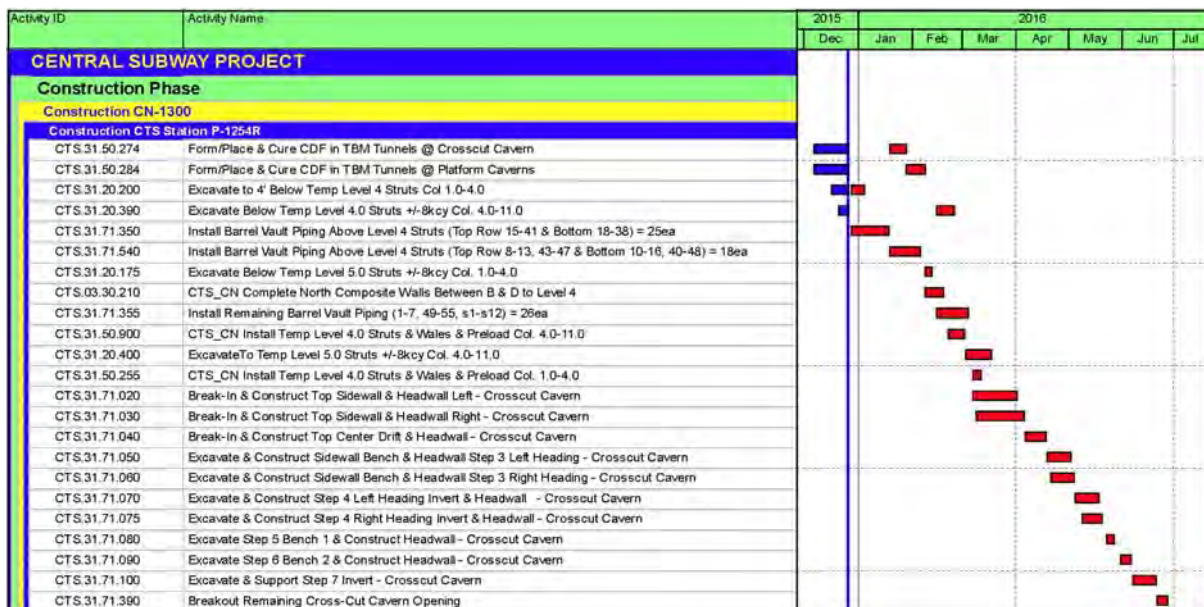 Activity ID Activity Name 2015 2016
Dec Jan Feb Mar Apr May Jun Jul
CENTRAL SUBWAY PROJECT
Construction Phase
Construction CN-1300
Construction CTS Station P-1254R
CTS.31.50.274 Form/Place & Cure CDF in TBM Tunnels @ Crosscut Cavern
CTS.31.50.284 Form/Place & Cure CDF in TBM Tunnels @ Platform Caverns
CTS.31.20.200 Excavate to 4' Below Temp Level 4 Struts Col 1.0-4.0
CTS.31.20.390 Excavate Below Temp Level 4.0 Struts +/-8kcy Col. 4.0-11.0
CTS.31.71.350 Install Barrel Vault Piping Above Level 4 Struts (Top Row 15-41 & Bottom 18-38) = 25ea
CTS.31.71.540 Install Barrel Vault Piping Above Level 4 Struts (Top Row 8-13, 43-47 & Bottom 10-16, 40-48) = 18ea
CTS.31.20.175 Excavate Below Temp Level 5.0 Struts +/-8kcy Col. 1.0-4.0
CTS.03.30.210 CTS_CN Complete North Composite Walls Between B & D to Level 4
CTS.31.71.355 Install Remaining Barrel Vault Piping (1-7, 49-55, s1-s12) = 26ea
CTS.31.50.900 CTS_CN Install Temp Level 4.0 Struts & Wales & Preload Col. 4.0-11.0
CTS.31.20.400 ExcavateTo Temp Level 5.0 Struts +/-8kcy Col. 4.0-11.0
CTS.31.50.255 CTS_CN Install Temp Level 4.0 Struts & Wales & Preload Col. 1.0-4.0
CTS.31.71.020 Break-In & Construct Top Sidewall & Headwall Left - Crosscut Cavern
CTS.31.71.030 Break-In & Construct Top Sidewall & Headwall Right - Crosscut Cavern
CTS.31.71.040 Break-In & Construct Top Center Drift & Headwall - Crosscut Cavern
CTS.31.71.050 Excavate & Construct Sidewall Bench & Headwall Step 3 Left Heading - Crosscut Cavern
CTS.31.71.060 Excavate & Construct Sidewall Bench & Headwall Step 3 Right Heading - Crosscut Cavern
CTS.31.71.070 Excavate & Construct Step 4 Left Heading Invert & Headwall - Crosscut Cavern
CTS.31.71.075 Excavate & Construct Step 4 Right Heading Invert & Headwall - Crosscut Cavern
CTS.31.71.080 Excavate Step 5 Bench 1 & Construct Headwall - Crosscut Cavern
CTS.31.71.090 Excavate Step 6 Bench 2 & Construct Headwall - Crosscut Cavern
CTS.31.71.100 Excavate & Support Step 7 Invert - Crosscut Cavern
CTS.31.71.390 Breakout Remaining Cross-Cut Cavern Opening